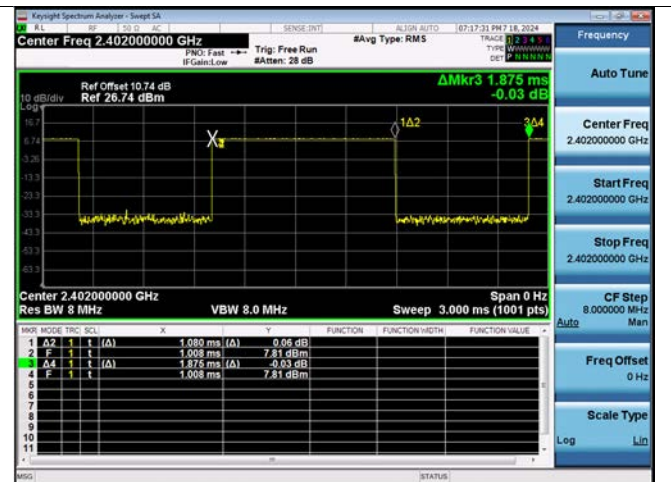 Keysight Spectrum Analyzer - Swept SA
RL RF 50 Ω AC SENSE:INT ALIGN AUTO 07:17:31 PM 7 18, 2024
Center Freq 2.402000000 GHz
#Avg Type: RMS
TRACE 1 2 3 4 5 6
TYPE WWWWWW
DET P NNNNN
PNO: Fast
IFGain:Low
Trig: Free Run
#Atten: 28 dB
Ref Offset 10.74 dB
Ref 26.74 dBm
10 dB/div
Log
ΔMkr3 1.875 ms
-0.03 dB
16.7
6.74
-3.26
-13.3
-23.3
-33.3
-43.3
-53.3
-63.3
X
1Δ2
3Δ4
Center 2.402000000 GHz
Span 0 Hz
Res BW 8 MHz
VBW 8.0 MHz
Sweep 3.000 ms (1001 pts)
MKR MODE TRC SCL X Y FUNCTION FUNCTION WIDTH FUNCTION VALUE
1 Δ2 1 t (Δ) 1.080 ms (Δ) 0.06 dB
2 F 1 t 1.008 ms 7.81 dBm
3 Δ4 1 t (Δ) 1.875 ms (Δ) -0.03 dB
4 F 1 t 1.008 ms 7.81 dBm
5
6
7
8
9
10
11
MSG
STATUS
Frequency
Auto Tune
Center Freq
2.402000000 GHz
Start Freq
2.402000000 GHz
Stop Freq
2.402000000 GHz
CF Step
8.000000 MHz
Auto Man
Freq Offset
0 Hz
Scale Type
Log Lin